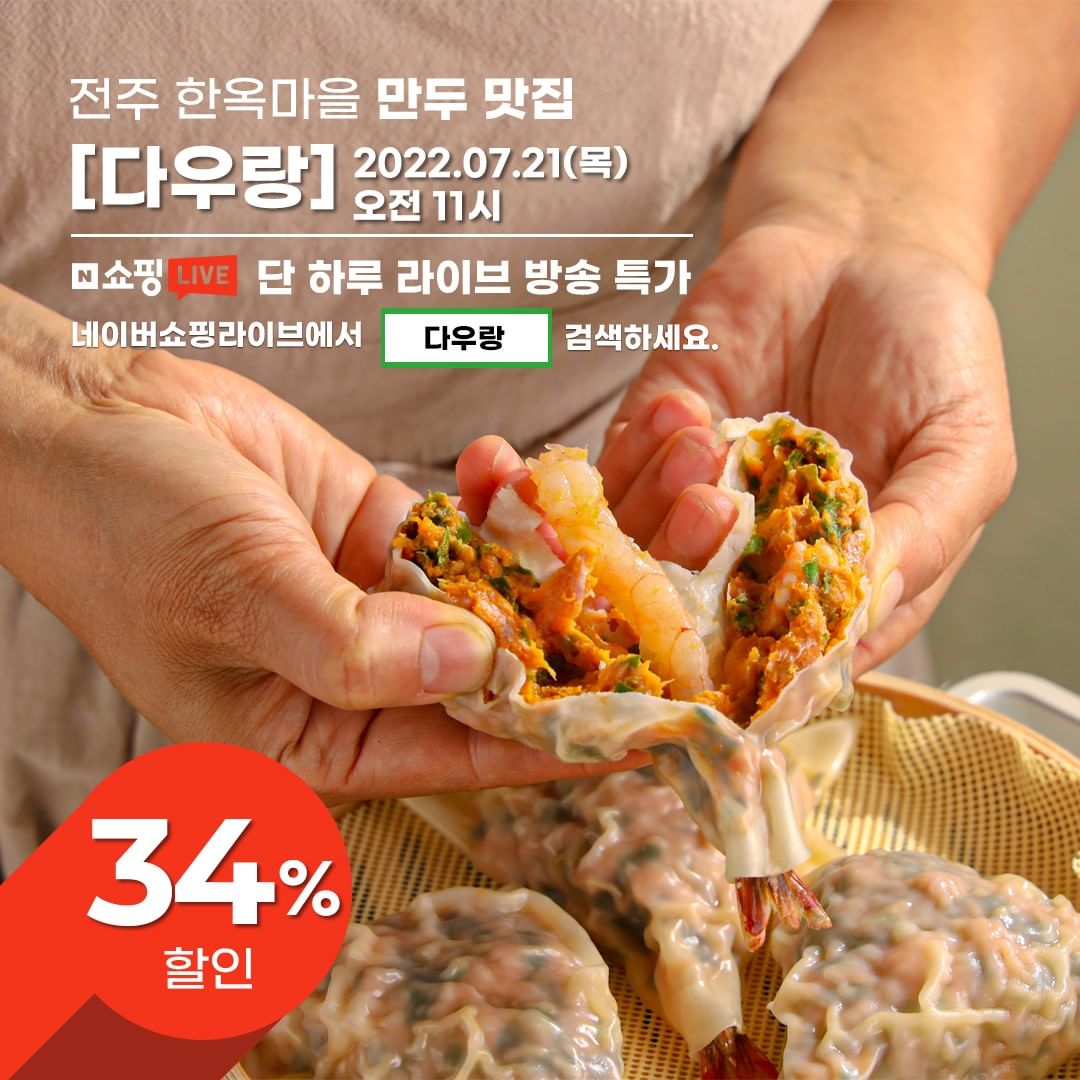 전주 한옥마을 만두 맛집
[다우랑] 2022.07.21(목)
오전 11시
N 쇼핑 LIVE 단 하루 라이브 방송 특가
네이버쇼핑라이브에서 다우랑 검색하세요.
34%
할인